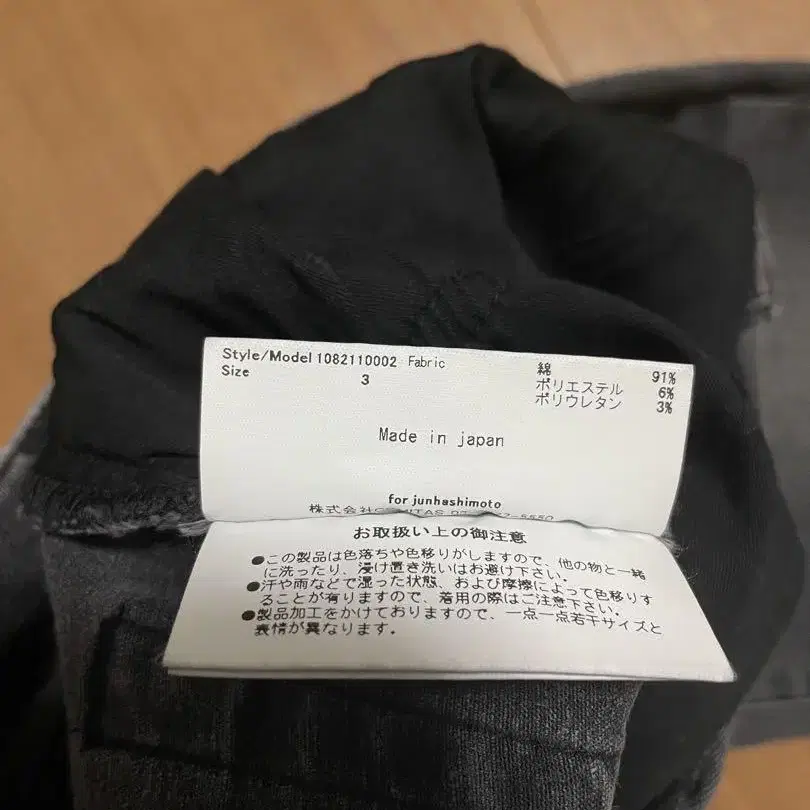 Style/Model 1082110002 Fabric 綿 91%
Size 3 ポリエステル 6%
ポリウレタン 3%
Made in japan
for junhashimoto
株式会社
お取扱い上の御注意
●この製品は色落ちや色移りがしますので、他の物と一緒
に洗ったり、浸け置き洗いはお避け下さい。
●汗や雨などで湿った状態、および摩擦によって色移りす
ることが有りますので、着用の際はご注意下さい。
●製品加工をかけておりますので、一点一点若干サイズと
表情が異なります。